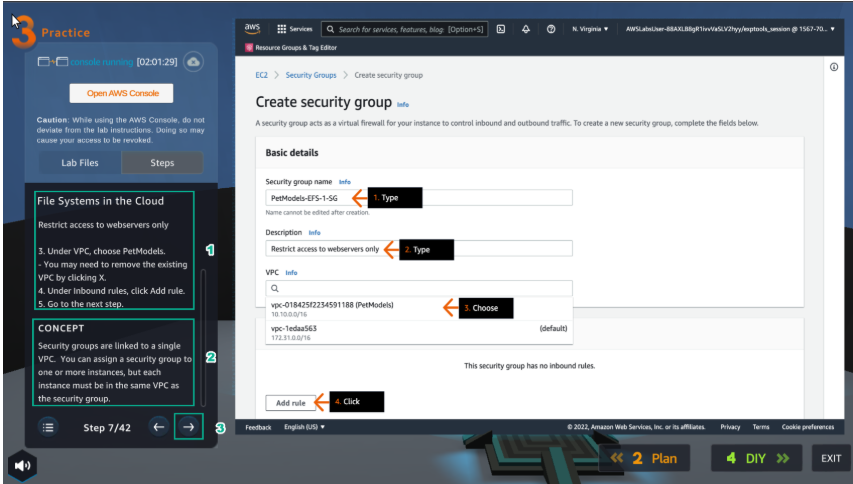 3 Practice
console running [02:01:29]
Open AWS Console
Caution: While using the AWS Console, do not
deviate from the lab instructions. Doing so may
cause your access to be revoked.
Lab Files
Steps
File Systems in the Cloud
Restrict access to webservers only
3. Under VPC, choose PetModels.
- You may need to remove the existing
VPC by clicking X.
4. Under Inbound rules, click Add rule.
5. Go to the next step.
1
CONCEPT
Security groups are linked to a single
VPC. You can assign a security group to
one or more instances, but each
instance must be in the same VPC as
the security group.
2
Step 7/42
3
aws
Services
Search for services, features, blogs [Option+S]
N. Virginia
Resource Groups & Tag Editor
EC2 > Security Groups > Create security group
Create security group Info
A security group acts as a virtual firewall for your instance to control inbound and outbound traffic. To create a new security group, complete the fields below.
Basic details
Security group name Info
PetModels-EFS-1-SG
1. Type
Name cannot be edited after creation.
Description Info
Restrict access to webservers only
2. Type
VPC Info
vpc-018425f2234591188 (PetModels)
10.10.0.0/16
3. Choose
vpc-1edaa563 (default)
172.31.0.0/16
This security group has no inbound rules.
Add rule
4. Click
Feedback English (US)
© 2022, Amazon Web Services, Inc. or its affiliates. Privacy Terms Cookie preferences
2 Plan
4 DIY
EXIT